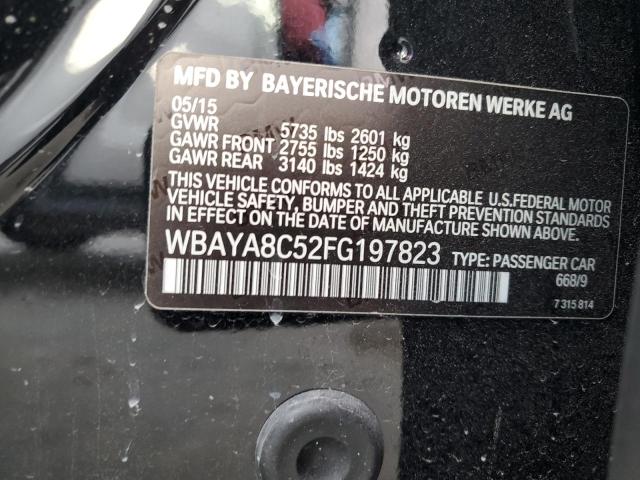 MFD BY BAYERISCHE MOTOREN WERKE AG
05/15
GVWR 5735 lbs 2601 kg
GAWR FRONT 2755 lbs 1250 kg
GAWR REAR 3140 lbs 1424 kg
THIS VEHICLE CONFORMS TO ALL APPLICABLE U.S.FEDERAL MOTOR
VEHICLE SAFETY, BUMPER AND THEFT PREVENTION STANDARDS
IN EFFECT ON THE DATE OF MANUFACTURE SHOWN ABOVE.
WBAYA8C52FG197823 TYPE: PASSENGER CAR
668/9
7 315 814